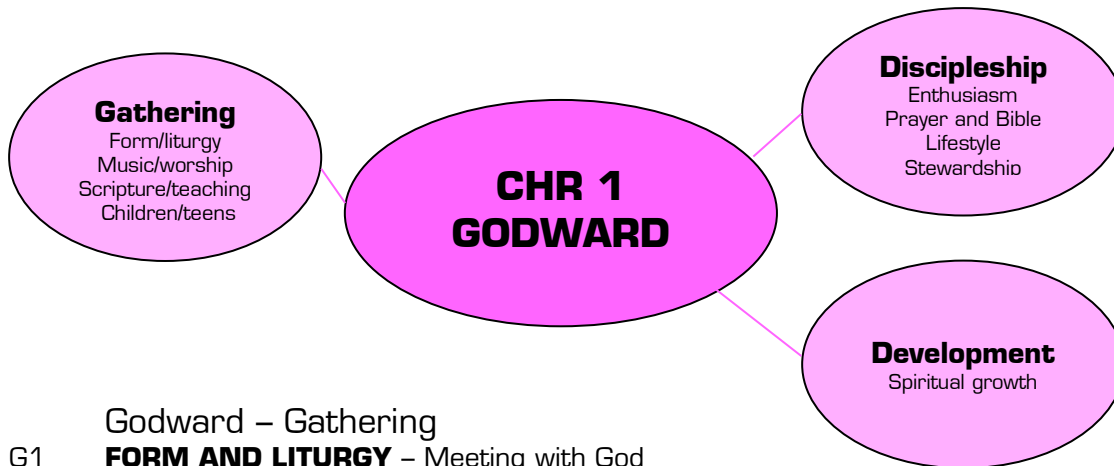 Gathering
Form/liturgy
Music/worship
Scripture/teaching
Children/teens
CHR 1
GODWARD
Discipleship
Enthusiasm
Prayer and Bible
Lifestyle
Stewardship
Development
Spiritual growth
Godward – Gathering
G1 FORM AND LITURGY – Meeting with God